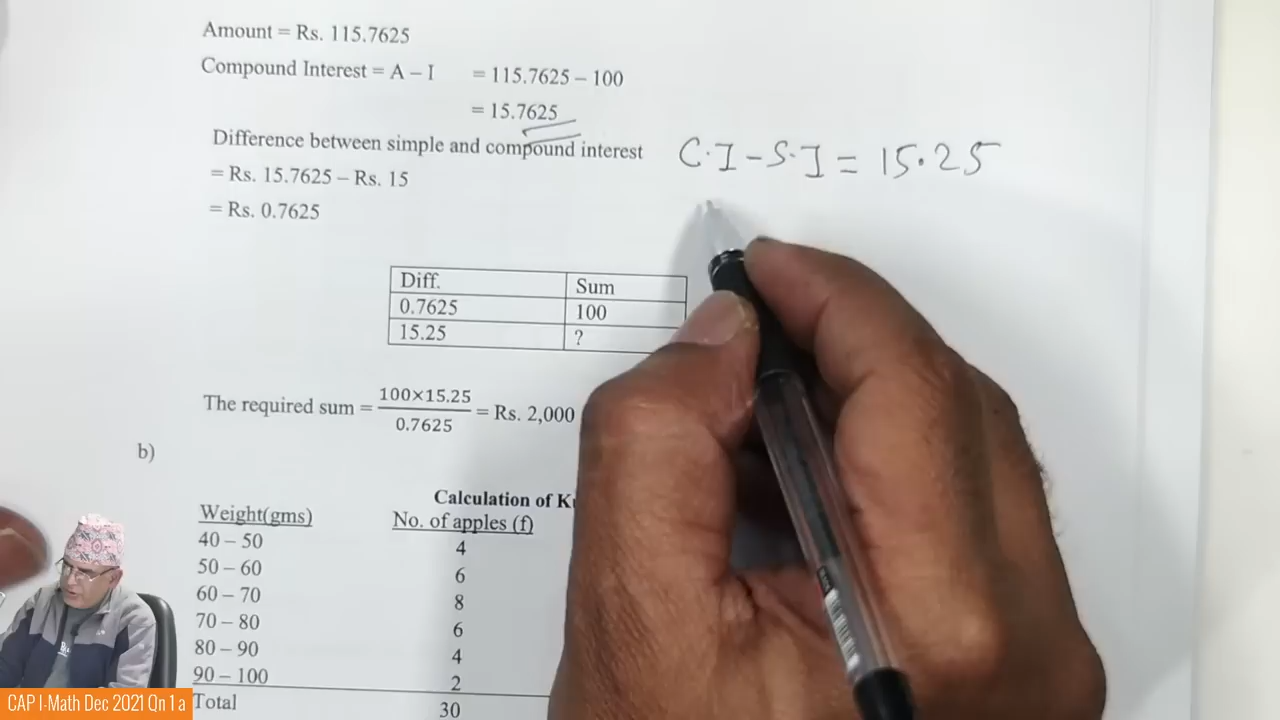 Amount = Rs. 115.7625
Compound Interest = A – I = 115.7625 – 100
= 15.7625
Difference between simple and compound interest C.I – S.I = 15.25
= Rs. 15.7625 – Rs. 15
= Rs. 0.7625
Diff. Sum
0.7625 100
15.25 ?
The required sum = 100×15.25 / 0.7625 = Rs. 2,000
b)
Calculation of
Weight(gms) No. of apples (f)
40 – 50 4
50 – 60 6
60 – 70 8
70 – 80 6
80 – 90 4
90 – 100 2
Total 30
CAP I-Math Dec 2021 Qn 1 a